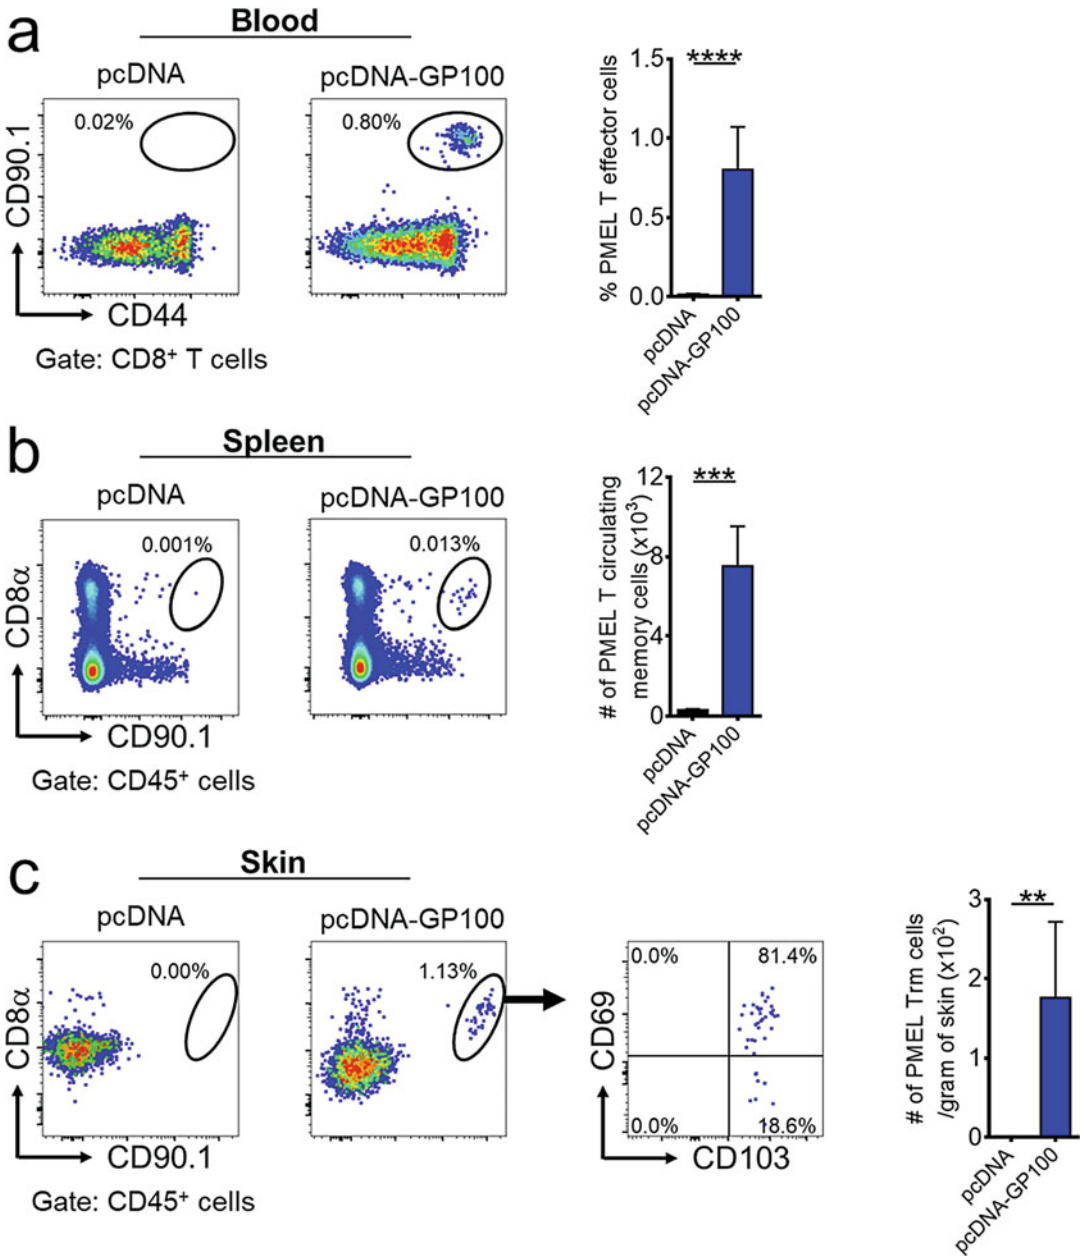 a
Blood
pcDNA
pcDNA-GP100
0.02%
0.80%
CD90.1
CD44
Gate: CD8⁺ T cells
% PMEL T effector cells
1.5
1.0
0.5
0.0
****
pcDNA
pcDNA-GP100
b
Spleen
pcDNA
pcDNA-GP100
0.001%
0.013%
CD8α
CD90.1
Gate: CD45⁺ cells
# of PMEL T circulating
memory cells (x10³)
12
8
4
0
***
pcDNA
pcDNA-GP100
c
Skin
pcDNA
pcDNA-GP100
0.00%
1.13%
CD8α
CD90.1
Gate: CD45⁺ cells
0.0%
81.4%
0.0%
18.6%
CD69
CD103
# of PMEL Trm cells
/gram of skin (x10²)
3
2
1
0
**
pcDNA
pcDNA-GP100